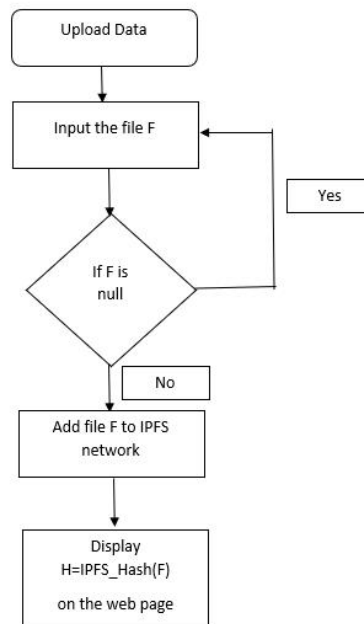 Upload Data
Input the file F
Yes
If F is
null
No
Add file F to IPFS
network
Display
H=IPFS_Hash(F)
on the web page